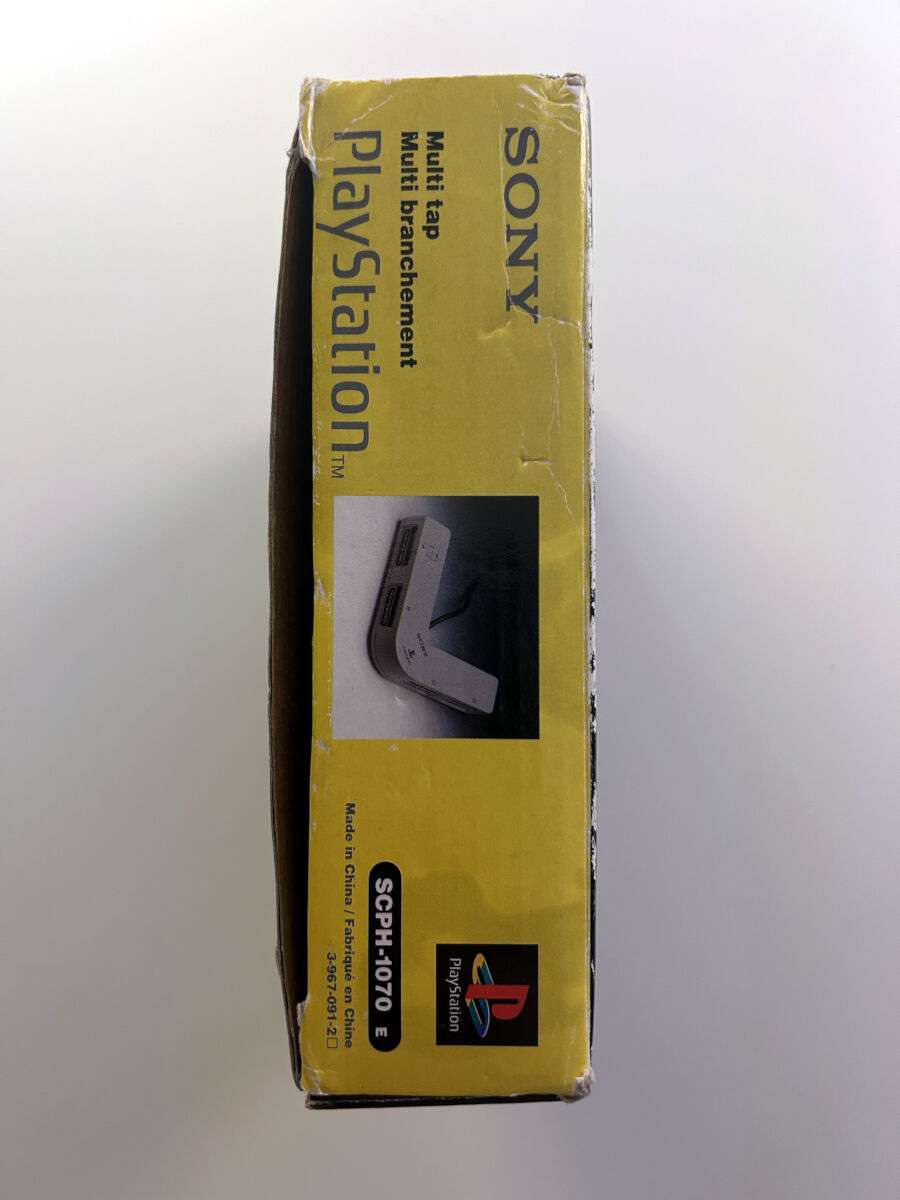 SONY
Multi tap
Multi branchement
PlayStation™
SONY
PlayStation
SCPH-1070 E
Made in China / Fabriqué en Chine
3-967-091-2□